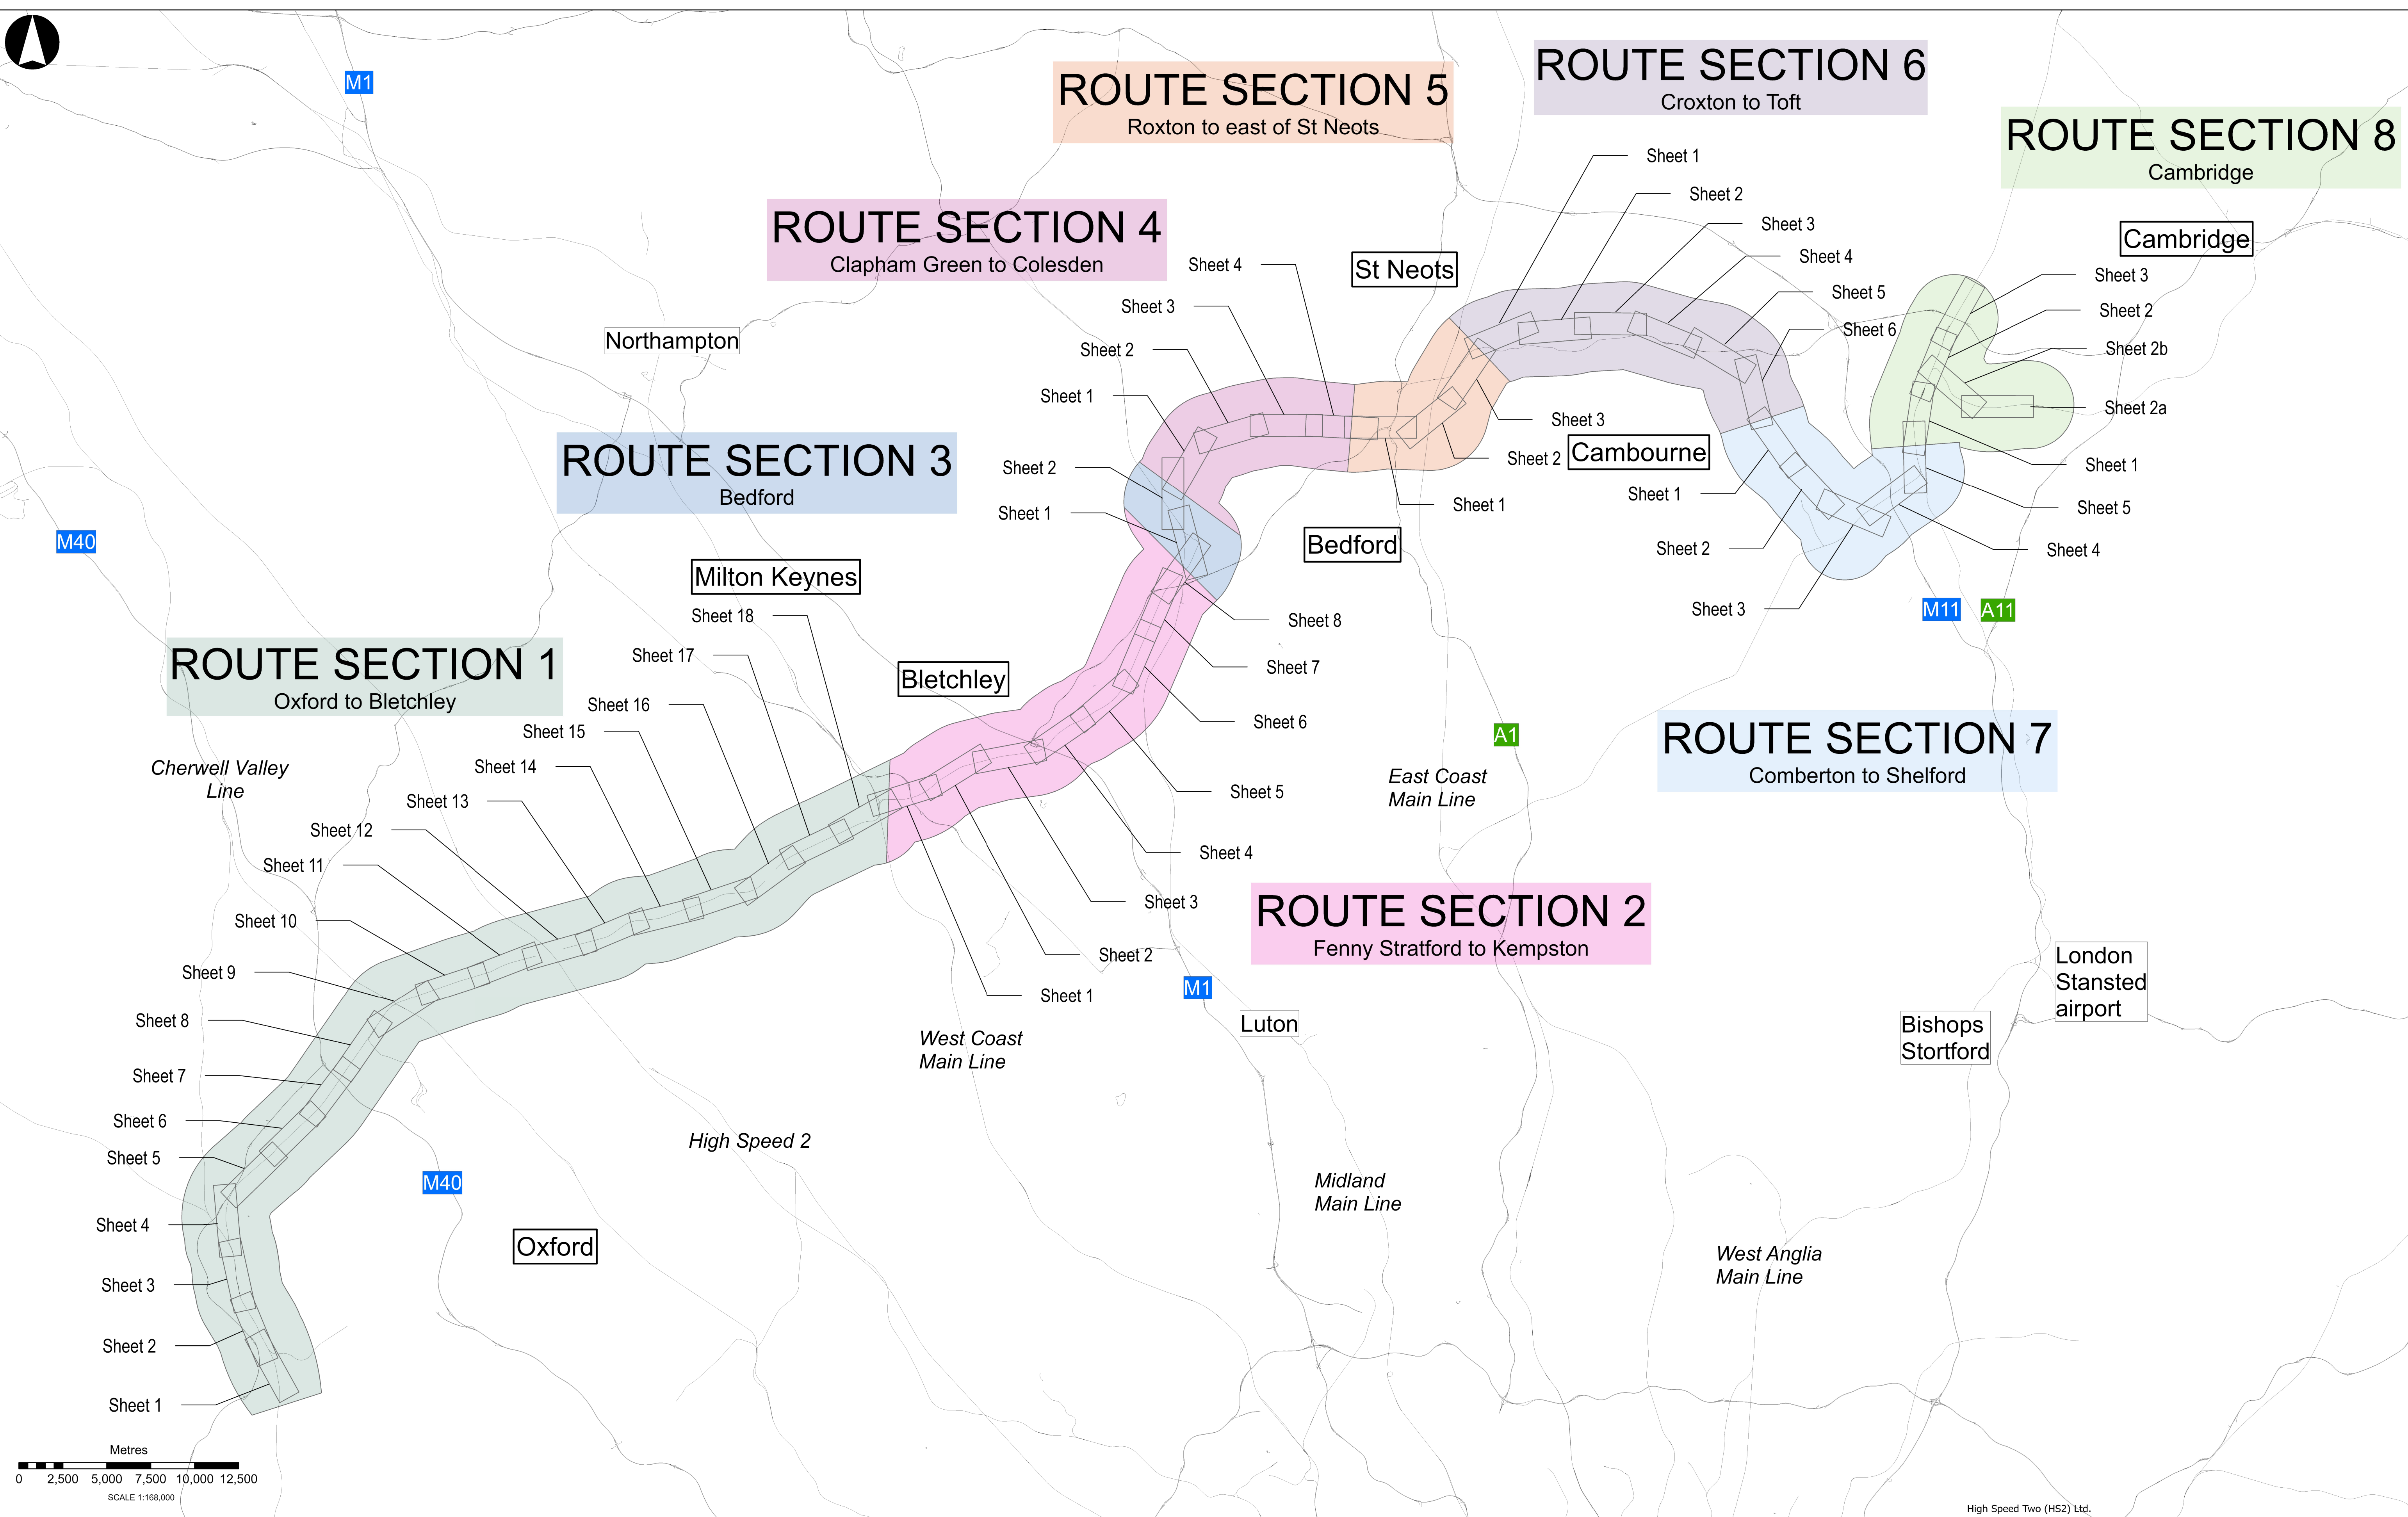 M1
ROUTE SECTION 5
Roxton to east of St Neots
ROUTE SECTION 6
Croxton to Toft
ROUTE SECTION 8
Cambridge
ROUTE SECTION 4
Clapham Green to Colesden
Sheet 1
Sheet 2
Sheet 3
Sheet 4
Sheet 5
Sheet 6
Cambridge
St Neots
Sheet 4
Sheet 3
Sheet 2
Sheet 1
Sheet 3
Sheet 2
Sheet 2b
Sheet 2a
Sheet 1
Northampton
ROUTE SECTION 3
Bedford
Sheet 2
Sheet 1
Sheet 3
Sheet 2
Sheet 1
Cambourne
Sheet 1
Sheet 2
Sheet 3
Sheet 5
Sheet 4
M40
Bedford
Milton Keynes
M11
A11
Sheet 18
Sheet 17
Sheet 16
Sheet 15
Sheet 14
Sheet 13
Sheet 12
Sheet 11
Sheet 10
Sheet 9
Sheet 8
Sheet 7
Sheet 6
Sheet 5
Sheet 4
Sheet 3
Sheet 2
Sheet 1
ROUTE SECTION 1
Oxford to Bletchley
Bletchley
Sheet 8
Sheet 7
Sheet 6
Sheet 5
Sheet 4
Sheet 3
Sheet 2
Sheet 1
A1
ROUTE SECTION 7
Comberton to Shelford
Cherwell Valley
Line
East Coast
Main Line
ROUTE SECTION 2
Fenny Stratford to Kempston
M1
Luton
West Coast
Main Line
London
Stansted
airport
Bishops
Stortford
High Speed 2
M40
Oxford
Midland
Main Line
West Anglia
Main Line
Metres
0 2,500 5,000 7,500 10,000 12,500
SCALE 1:168,000
High Speed Two (HS2) Ltd.